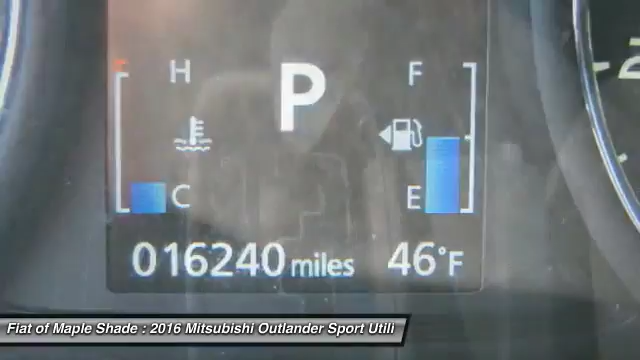 H P F
C E
016240 miles 46°F
Fiat of Maple Shade : 2016 Mitsubishi Outlander Sport Utili